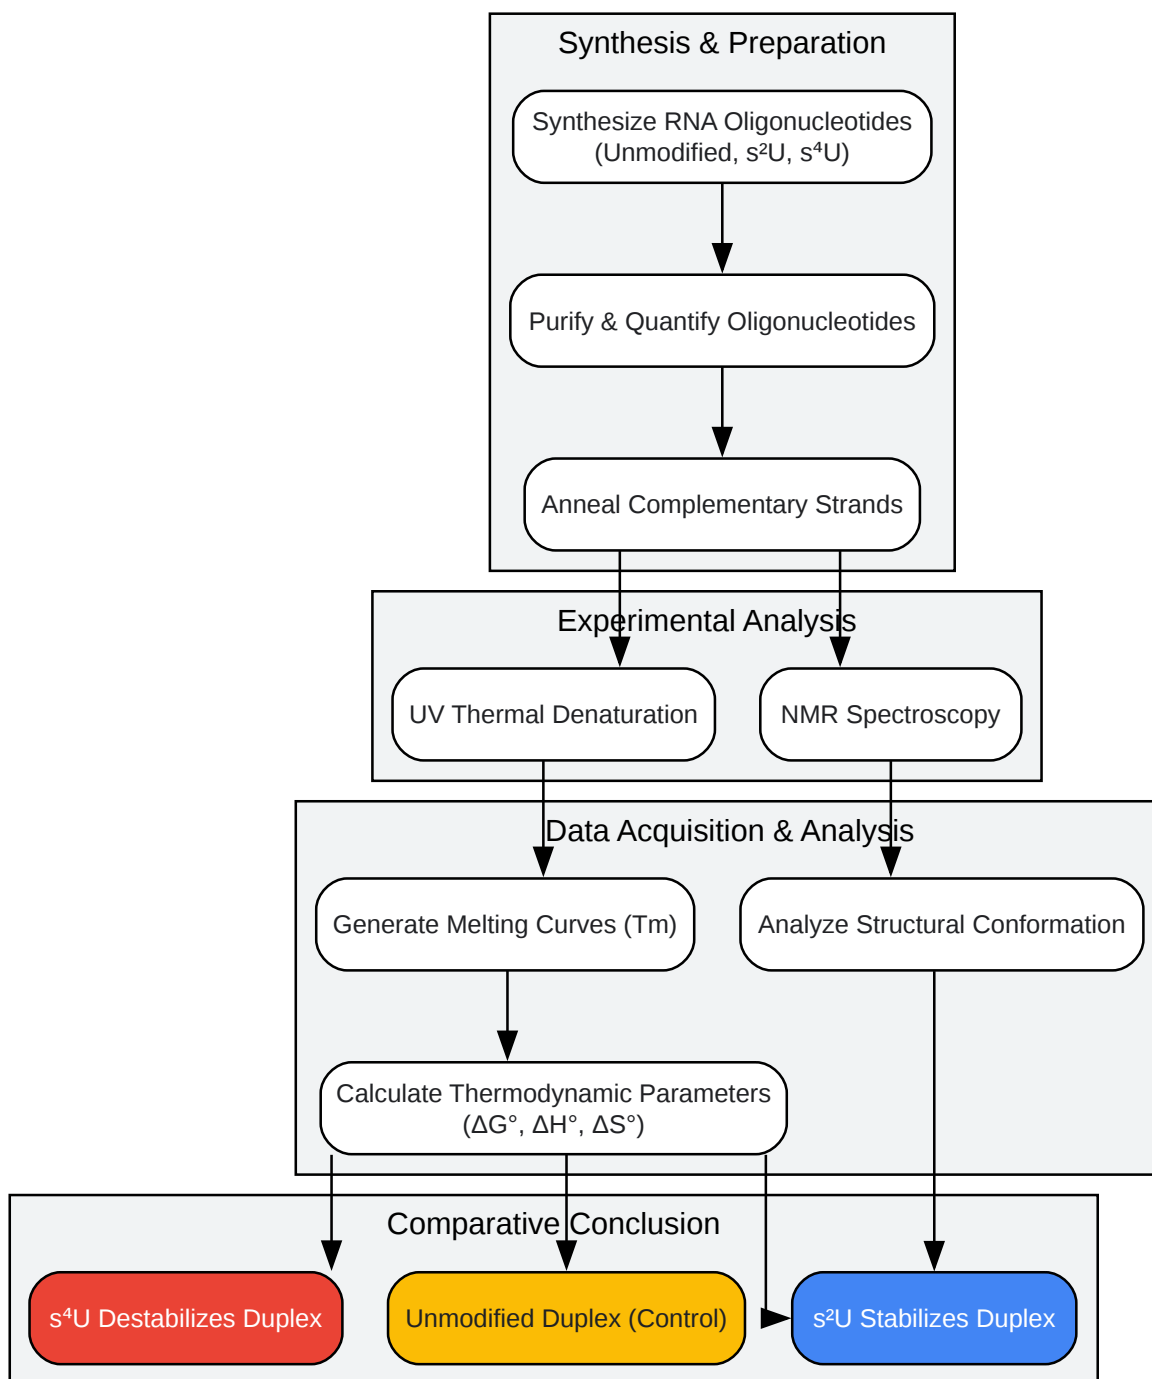 Synthesis & Preparation
Synthesize RNA Oligonucleotides
(Unmodified, s²U, s⁴U)
Purify & Quantify Oligonucleotides
Anneal Complementary Strands
Experimental Analysis
UV Thermal Denaturation
NMR Spectroscopy
Data Acquisition & Analysis
Generate Melting Curves (Tm)
Analyze Structural Conformation
Calculate Thermodynamic Parameters
(ΔG°, ΔH°, ΔS°)
Comparative Conclusion
s⁴U Destabilizes Duplex
Unmodified Duplex (Control)
s²U Stabilizes Duplex